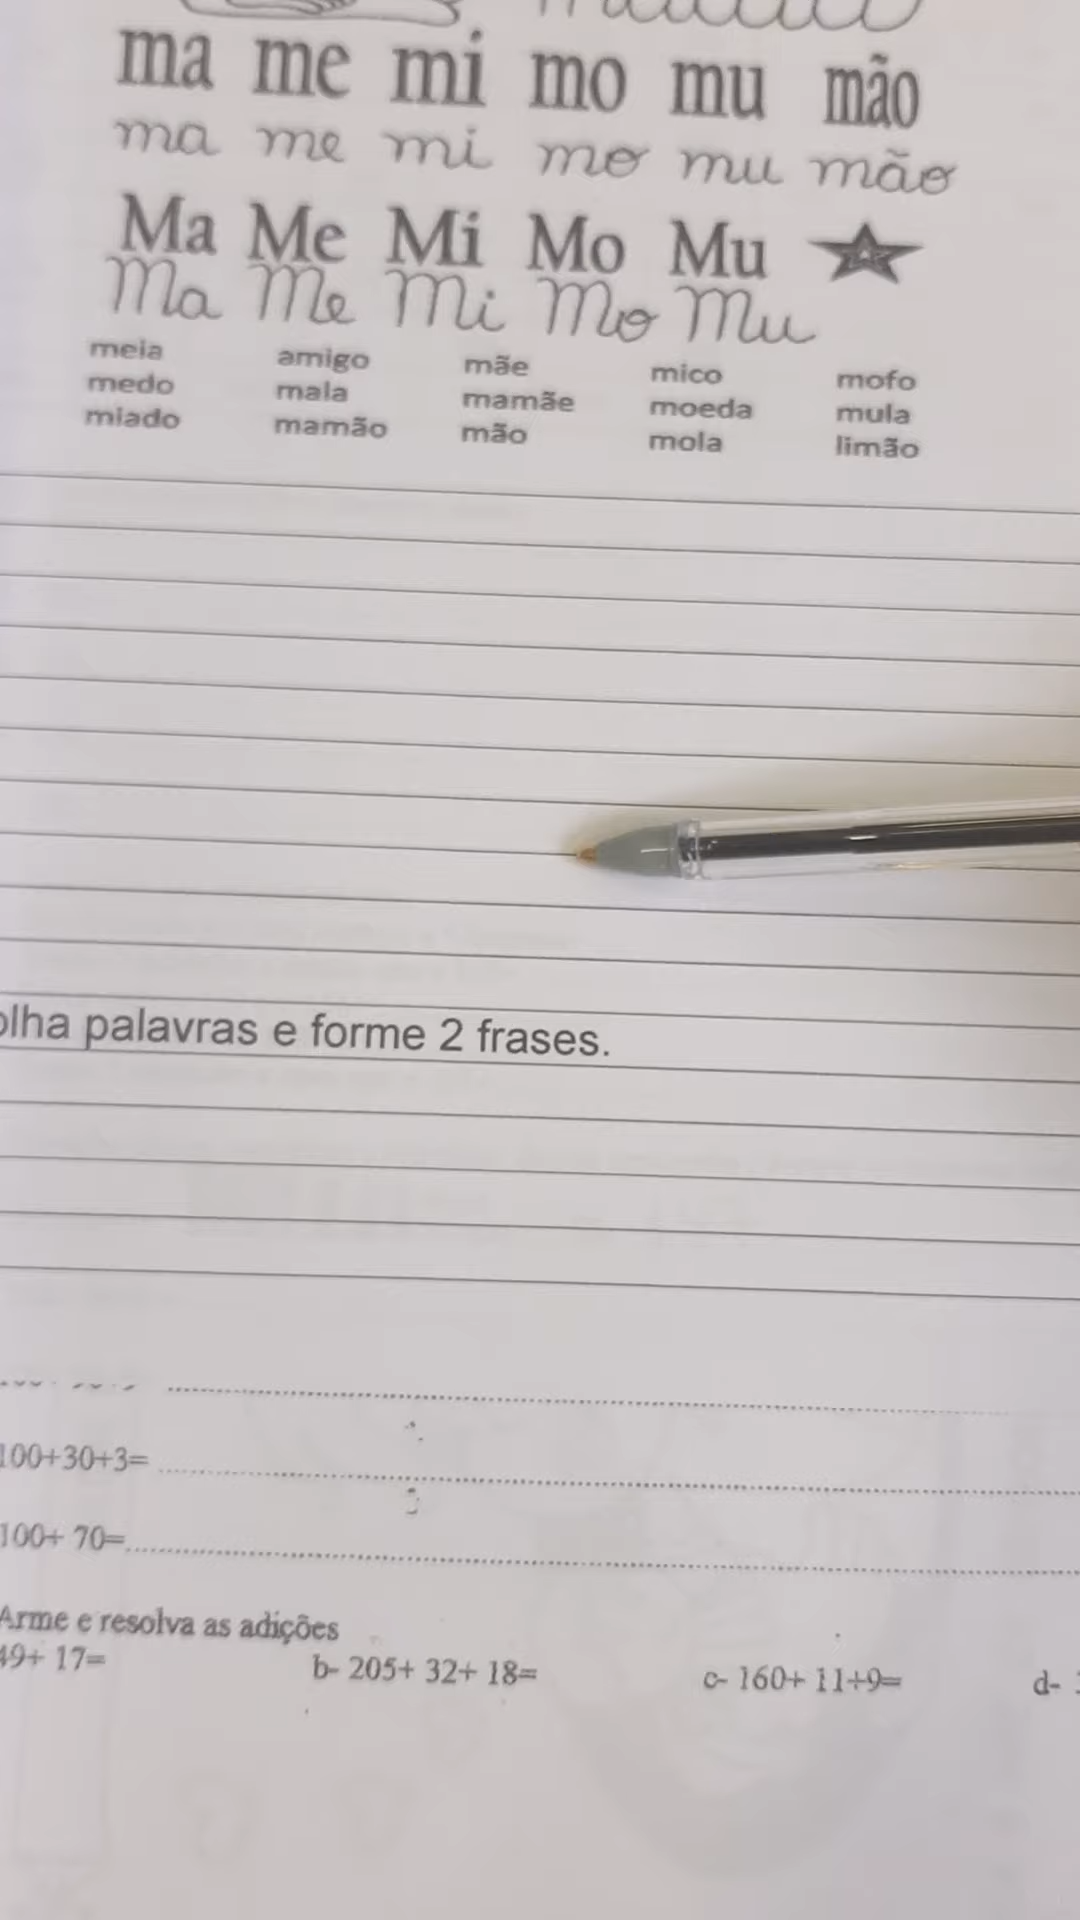 ma me mi mo mu mão
ma me mi mo mu mão
Ma Me Mi Mo Mu
Ma Me Mi Mo Mu
meia amigo mãe mico mofo
medo mala mamãe moeda mula
miado mamão mão mola limão
olha palavras e forme 2 frases.
100+30+3=
100+ 70=
Arme e resolva as adições
49+ 17= b- 205+ 32+ 18= c- 160+ 11+9= d-